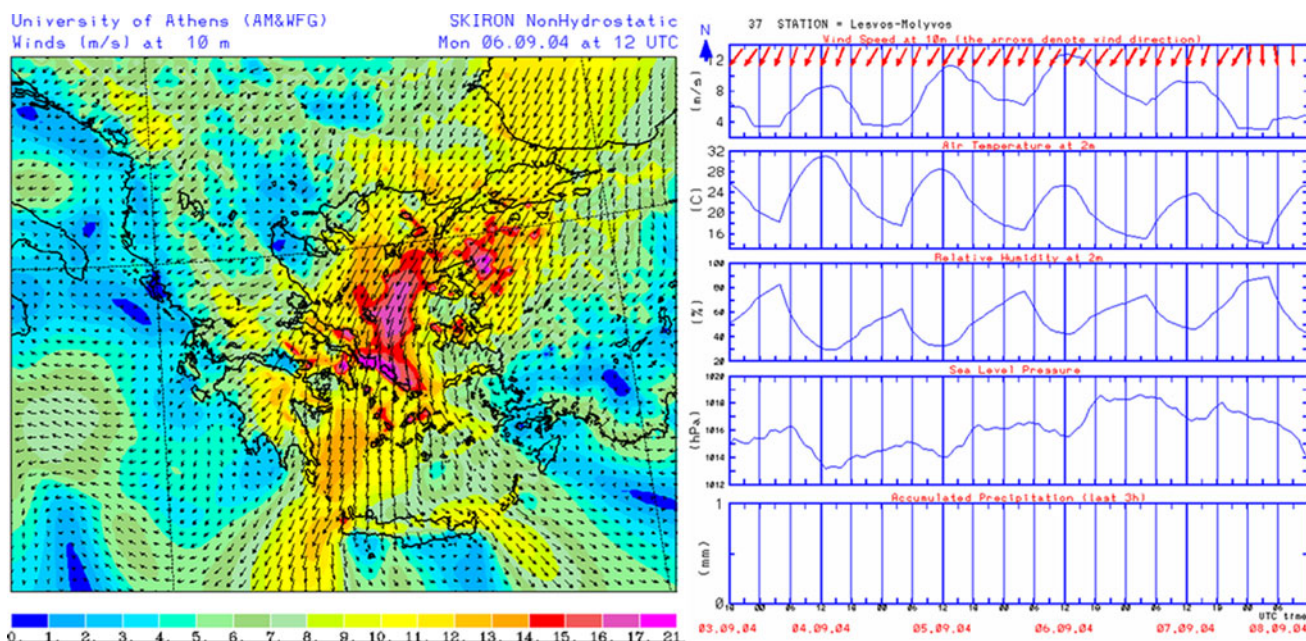 University of Athens (AM&WFG) SKIRON NonHydrostatic
Winds (m/s) at 10 m Mon 06.09.04 at 12 UTC
0. 1. 2. 3. 4. 5. 6. 7. 8. 9. 10. 11. 12. 13. 14. 15. 16. 17. 21.
37 STATION = Lesvos-Molyvos
N
Wind Speed at 10m (the arrows denote wind direction)
(m/s)
12
4
Air Temperature at 2m
(C)
32
28
24
20
16
Relative Humidity at 2m
(%)
100
80
60
40
20
Sea Level Pressure
(hPa)
1020
1018
1016
1014
1012
Accumulated Precipitation (last 3h)
(mm)
1
0
18 00 06 12 18 00 06 12 18 00 06 12 18 00 06 12 18 00 06 UTC time
03.09.04 04.09.04 05.09.04 06.09.04 07.09.04 08.09.04